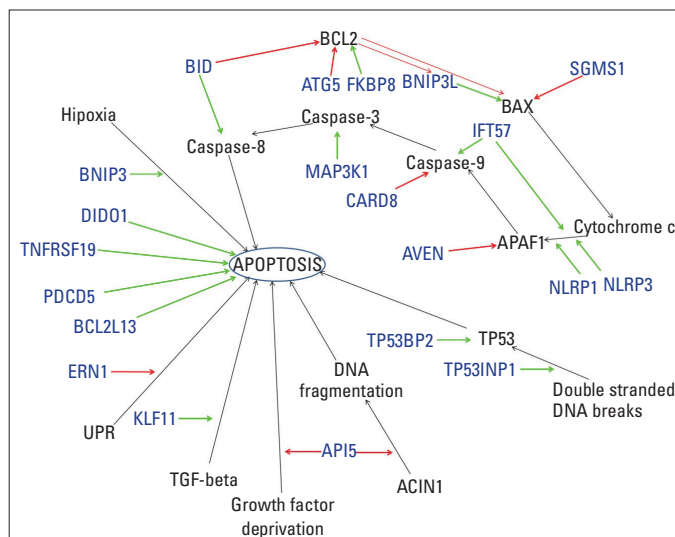 BCL2
BID
ATG5 FKBP8
BNIP3L
SGMS1
BAX
Hipoxia
Caspase-3
IFT57
Caspase-8
Caspase-9
BNIP3
MAP3K1
CARD8
DIDO1
Cytochrome c
TNFRSF19
AVEN
APAF1
APOPTOSIS
NLRP1
NLRP3
PDCD5
BCL2L13
TP53BP2
TP53
ERN1
DNA
fragmentation
TP53INP1
Double stranded
DNA breaks
KLF11
UPR
API5
TGF-beta
ACIN1
Growth factor
deprivation